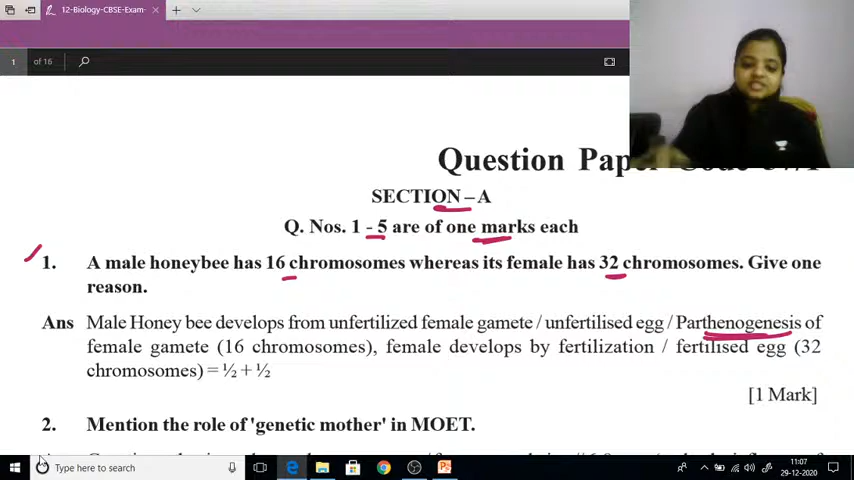 12-Biology-CBSE-Exam-
1 of 16
Question Paper Code
SECTION – A
Q. Nos. 1 - 5 are of one marks each
1. A male honeybee has 16 chromosomes whereas its female has 32 chromosomes. Give one
reason.
Ans Male Honey bee develops from unfertilized female gamete / unfertilised egg / Parthenogenesis of
female gamete (16 chromosomes), female develops by fertilization / fertilised egg (32
chromosomes) = ½ + ½
[1 Mark]
2. Mention the role of 'genetic mother' in MOET.
Type here to search
11:07
29-12-2020